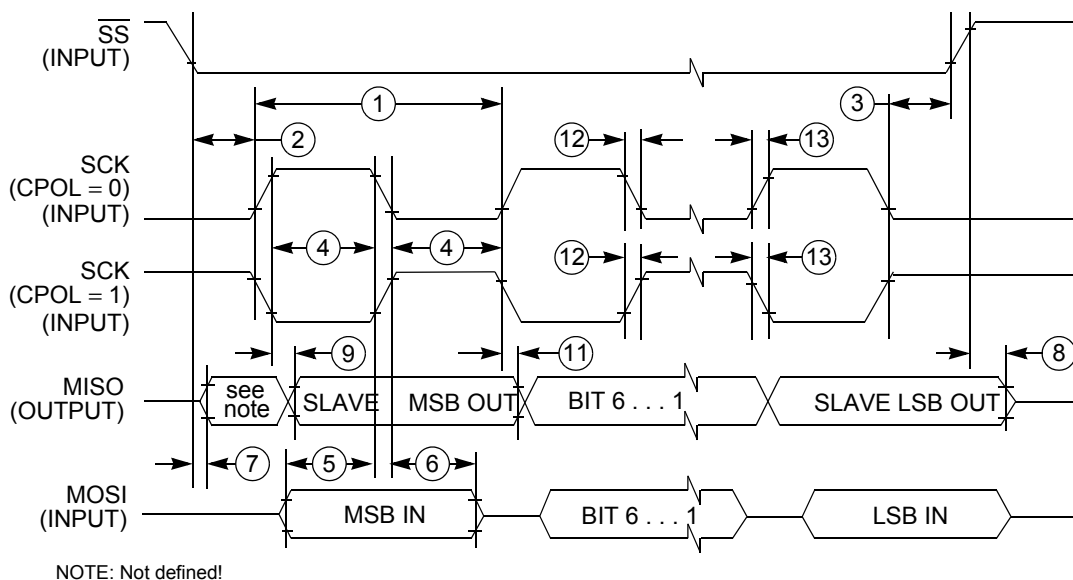 SS
(INPUT)
1
3
2
12
13
SCK
(CPOL = 0)
(INPUT)
4
4
SCK
(CPOL = 1)
(INPUT)
12
13
9
11
8
MISO
(OUTPUT)
see
note
SLAVE MSB OUT
BIT 6 . . . 1
SLAVE LSB OUT
7
5
6
MOSI
(INPUT)
MSB IN
BIT 6 . . . 1
LSB IN
NOTE: Not defined!